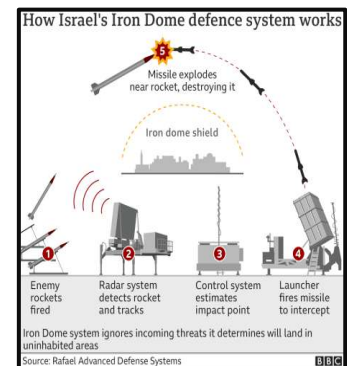 How Israel's Iron Dome defence system works
5
Missile explodes
near rocket, destroying it
Iron dome shield
1
2
3
4
Enemy
rockets
fired
Radar system
detects rocket
and tracks
Control system
estimates
impact point
Launcher
fires missile
to intercept
Iron Dome system ignores incoming threats it determines will land in
uninhabited areas
Source: Rafael Advanced Defense Systems
BBC